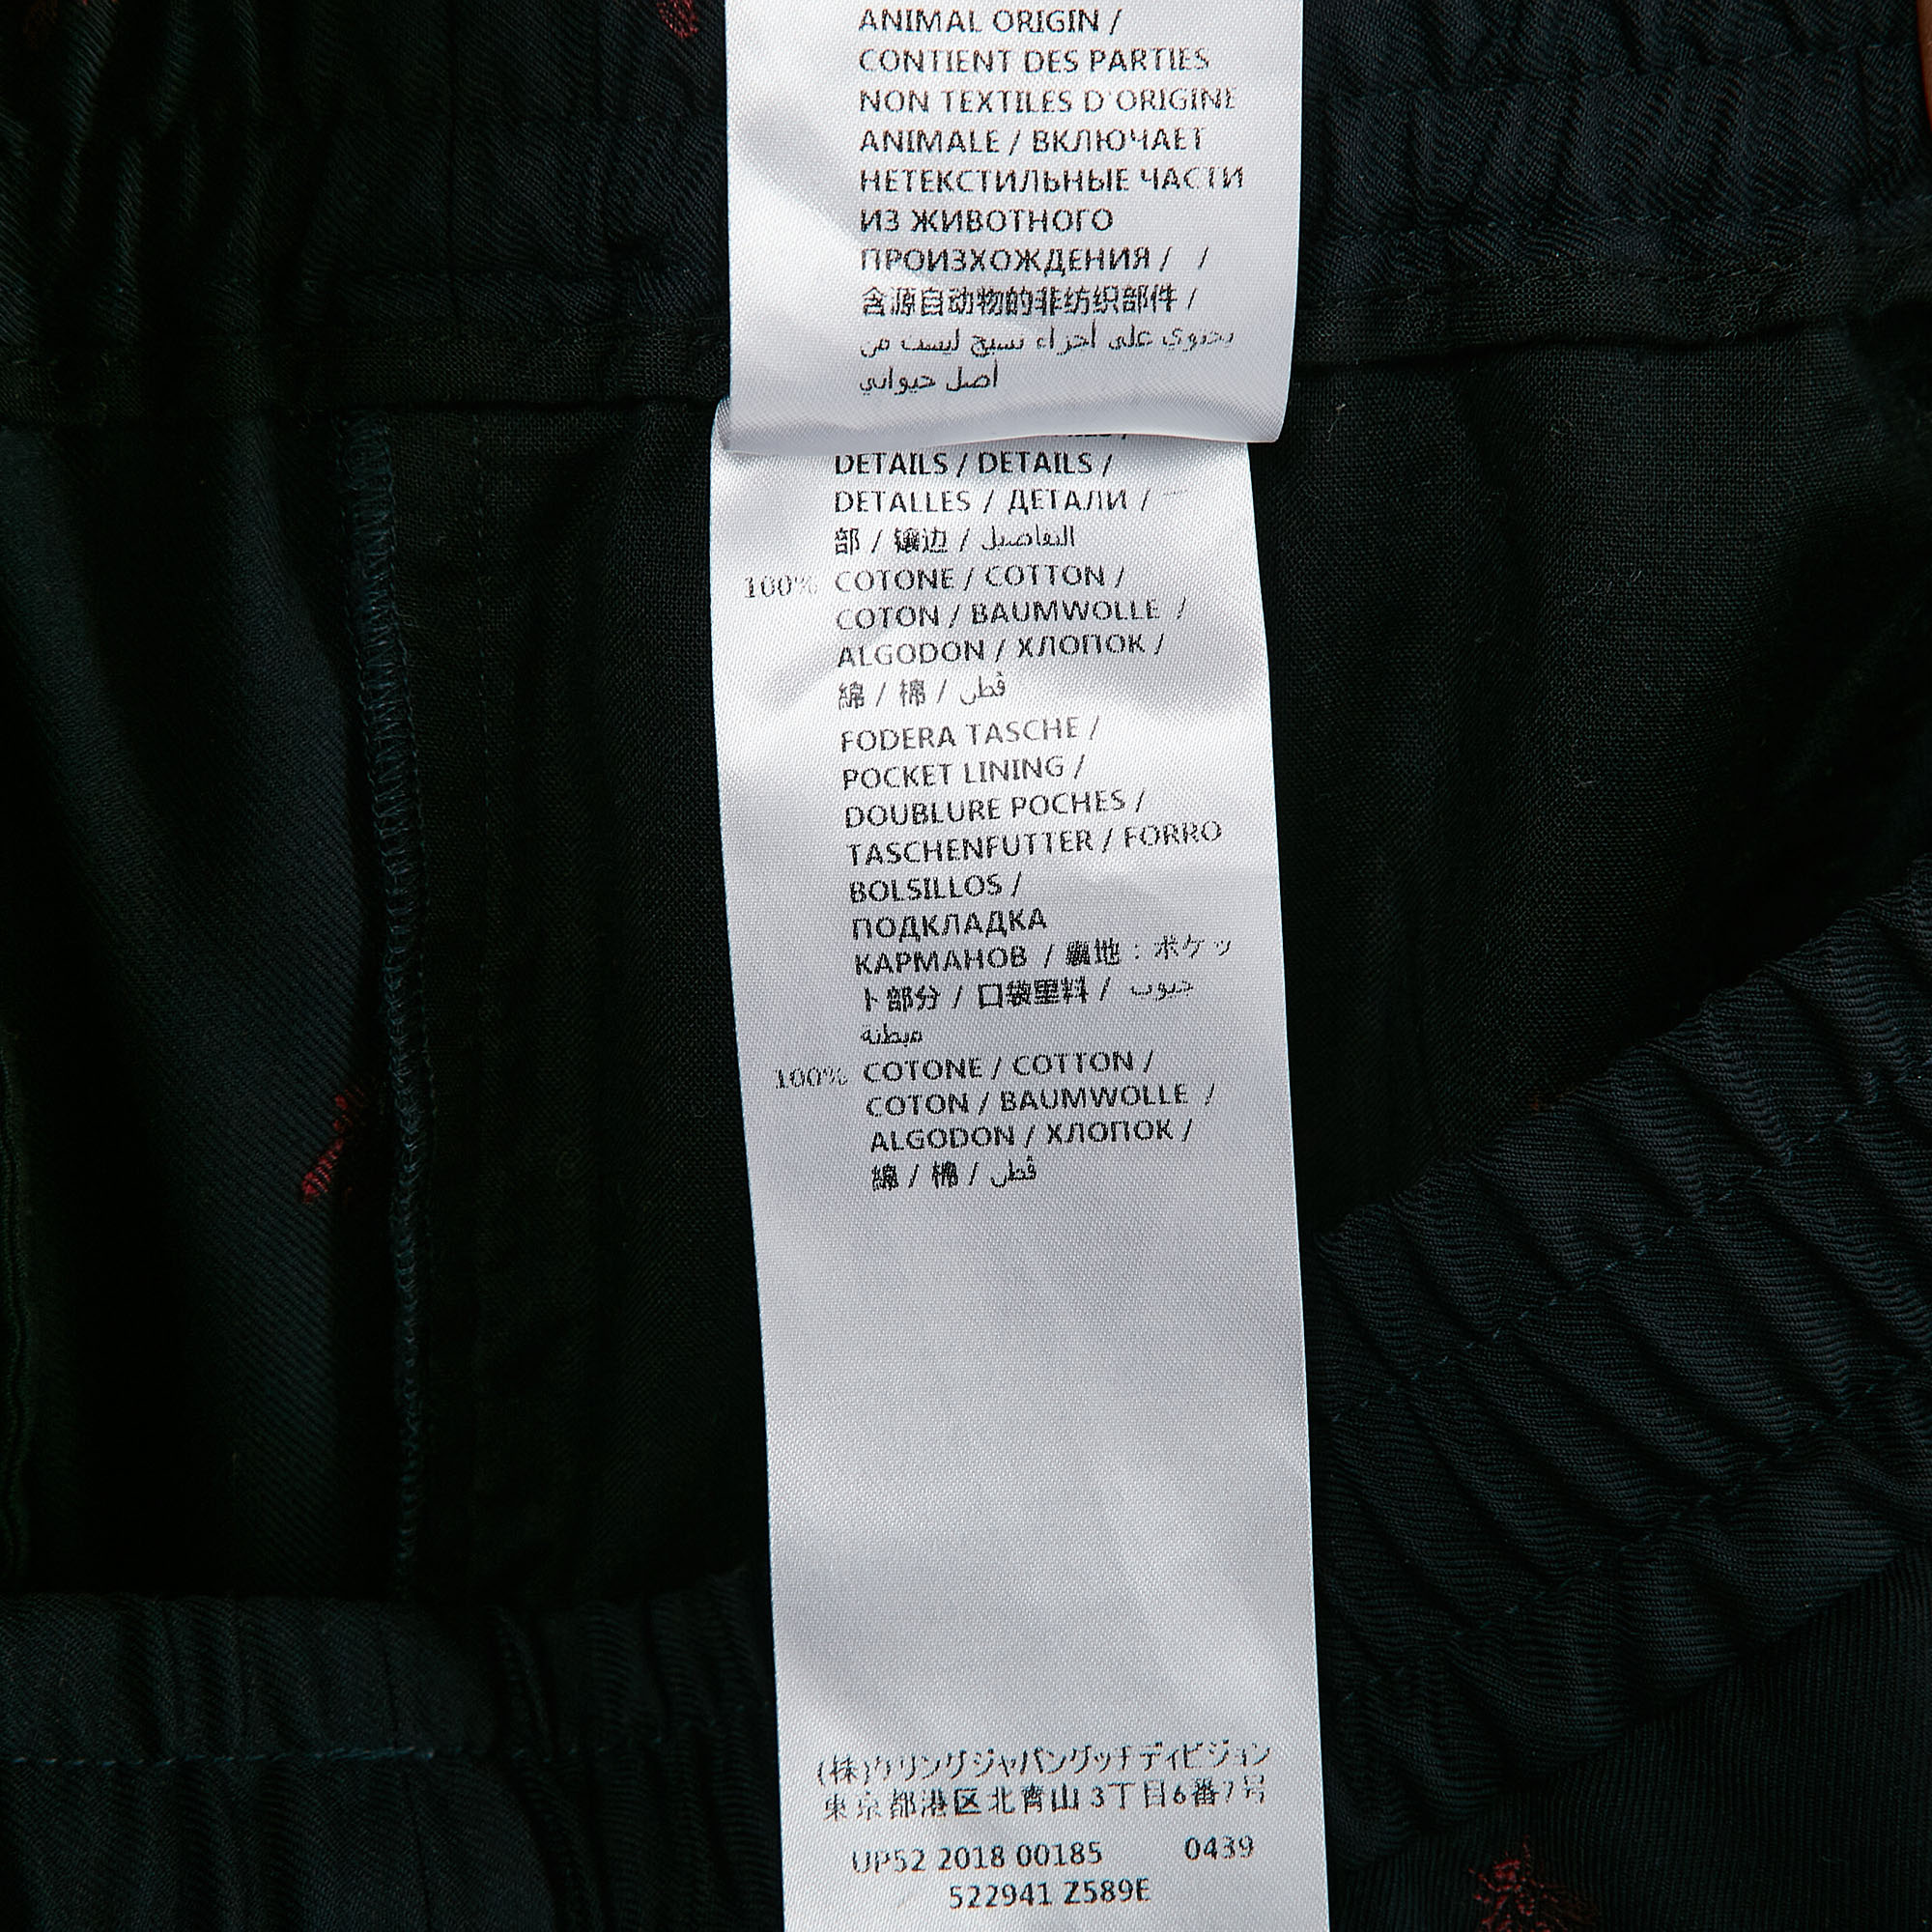 ANIMAL ORIGIN /
CONTIENT DES PARTIES
NON TEXTILES D'ORIGINE
ANIMALE / ВКЛЮЧАЕТ
НЕТЕКСТИЛЬНЫЕ ЧАСТИ
ИЗ ЖИВОТНОГО
ПРОИЗХОЖДЕНИЯ / /
含源自动物的非纺织部件 /
يحتوي على أجزاء نسيج ليست من
أصل حيواني
DETAILS / DETAILS /
DETALLES / ДЕТАЛИ / 一
部 / 镶边 / التفاصيل
100% COTONE / COTTON /
COTON / BAUMWOLLE /
ALGODON / ХЛОПОК /
綿 / 棉 / قطن
FODERA TASCHE /
POCKET LINING /
DOUBLURE POCHES /
TASCHENFUTTER / FORRO
BOLSILLOS /
ПОДКЛАДКА
КАРМАНОВ / 裏地：ポケッ
ト部分 / 口袋里料 / جيوب
مبطنة
100% COTONE / COTTON /
COTON / BAUMWOLLE /
ALGODON / ХЛОПОК /
綿 / 棉 / قطن
(株)ケリングジャパングッチディビジョン
東京都港区北青山3丁目6番7号
UP52 2018 00185 0439
522941 Z589E